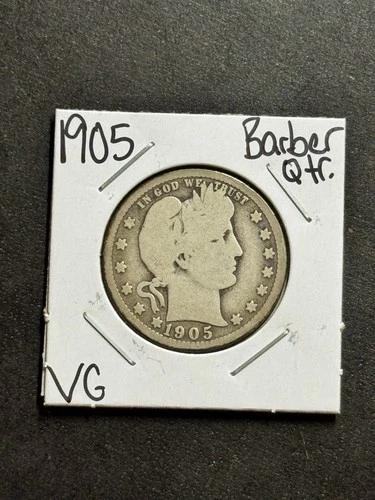 1905
Barber
Qtr.
IN GOD WE TRUST
1905
VG